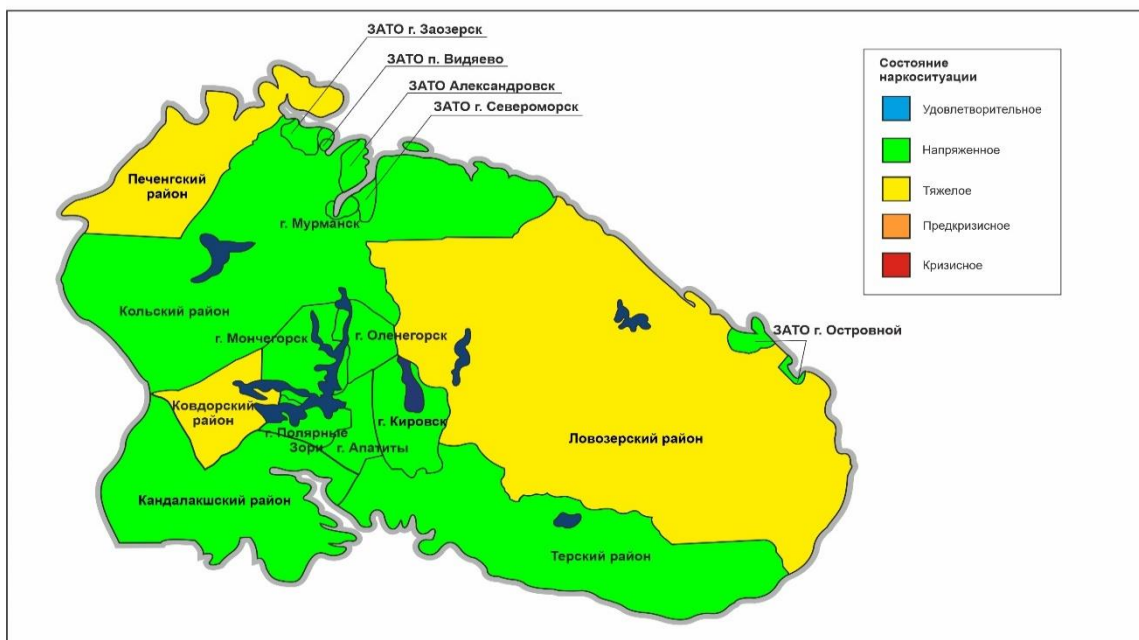 ЗАТО г. Заозерск
ЗАТО п. Видяево
ЗАТО Александровск
ЗАТО г. Североморск
Состояние
наркоситуации
Удовлетворительное
Напряженное
Тяжелое
Предкризисное
Кризисное
Печенгский
район
г. Мурманск
Кольский район
г. Мончегорск
г. Оленегорск
ЗАТО г. Островной
Ковдорский
район
г. Кировск
г. Полярные
Зори
г. Апатиты
Ловозерский район
Кандалакшский район
Терский район